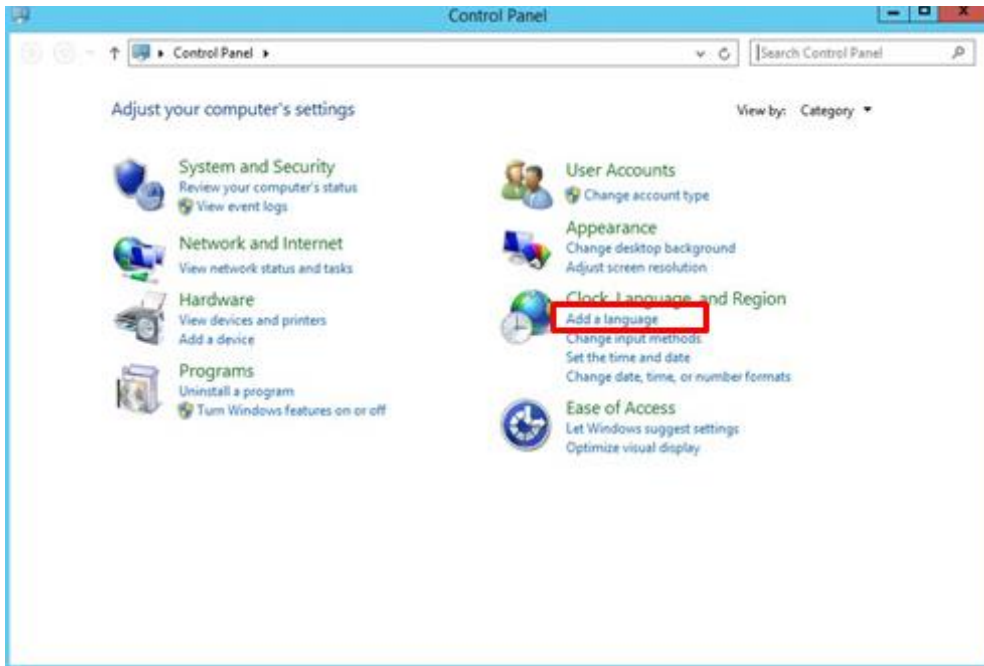 Control Panel
Control Panel
Search Control Panel
Adjust your computer's settings
View by: Category
System and Security
Review your computer's status
View event logs
Network and Internet
View network status and tasks
Hardware
View devices and printers
Add a device
Programs
Uninstall a program
Turn Windows features on or off
User Accounts
Change account type
Appearance
Change desktop background
Adjust screen resolution
Clock, Language, and Region
Add a language
Change input methods
Set the time and date
Change date, time, or number formats
Ease of Access
Let Windows suggest settings
Optimize visual display